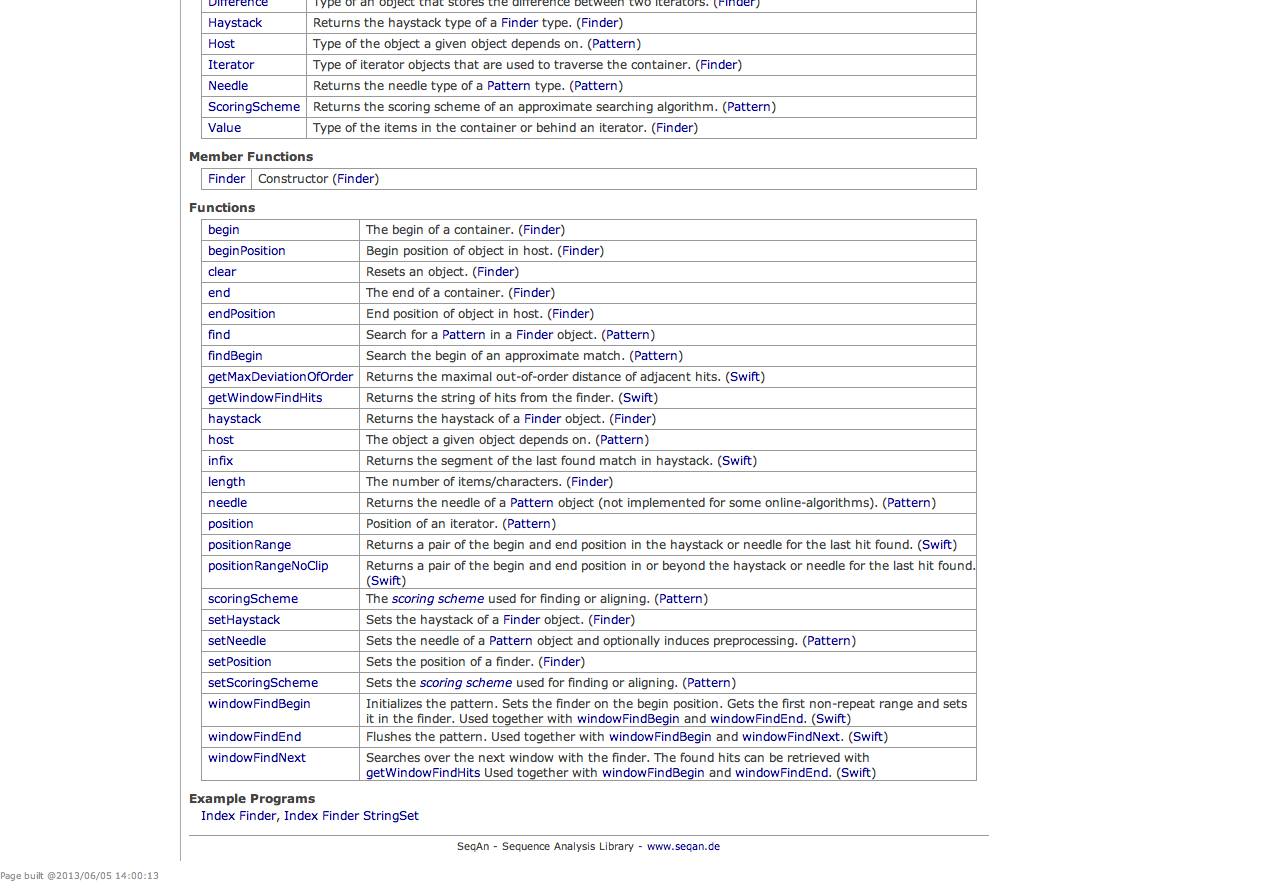 Difference Type of an object that stores the difference between two iterators. (Finder)
Haystack Returns the haystack type of a Finder type. (Finder)
Host Type of the object a given object depends on. (Pattern)
Iterator Type of iterator objects that are used to traverse the container. (Finder)
Needle Returns the needle type of a Pattern type. (Pattern)
ScoringScheme Returns the scoring scheme of an approximate searching algorithm. (Pattern)
Value Type of the items in the container or behind an iterator. (Finder)
Member Functions
Finder Constructor (Finder)
Functions
begin The begin of a container. (Finder)
beginPosition Begin position of object in host. (Finder)
clear Resets an object. (Finder)
end The end of a container. (Finder)
endPosition End position of object in host. (Finder)
find Search for a Pattern in a Finder object. (Pattern)
findBegin Search the begin of an approximate match. (Pattern)
getMaxDeviationOfOrder Returns the maximal out-of-order distance of adjacent hits. (Swift)
getWindowFindHits Returns the string of hits from the finder. (Swift)
haystack Returns the haystack of a Finder object. (Finder)
host The object a given object depends on. (Pattern)
infix Returns the segment of the last found match in haystack. (Swift)
length The number of items/characters. (Finder)
needle Returns the needle of a Pattern object (not implemented for some online-algorithms). (Pattern)
position Position of an iterator. (Pattern)
positionRange Returns a pair of the begin and end position in the haystack or needle for the last hit found. (Swift)
positionRangeNoClip Returns a pair of the begin and end position in or beyond the haystack or needle for the last hit found.
(Swift)
scoringScheme The scoring scheme used for finding or aligning. (Pattern)
setHaystack Sets the haystack of a Finder object. (Finder)
setNeedle Sets the needle of a Pattern object and optionally induces preprocessing. (Pattern)
setPosition Sets the position of a finder. (Finder)
setScoringScheme Sets the scoring scheme used for finding or aligning. (Pattern)
windowFindBegin Initializes the pattern. Sets the finder on the begin position. Gets the first non-repeat range and sets
it in the finder. Used together with windowFindBegin and windowFindEnd. (Swift)
windowFindEnd Flushes the pattern. Used together with windowFindBegin and windowFindNext. (Swift)
windowFindNext Searches over the next window with the finder. The found hits can be retrieved with
getWindowFindHits Used together with windowFindBegin and windowFindEnd. (Swift)
Example Programs
Index Finder, Index Finder StringSet
SeqAn - Sequence Analysis Library - www.seqan.de
Page built @2013/06/05 14:00:13